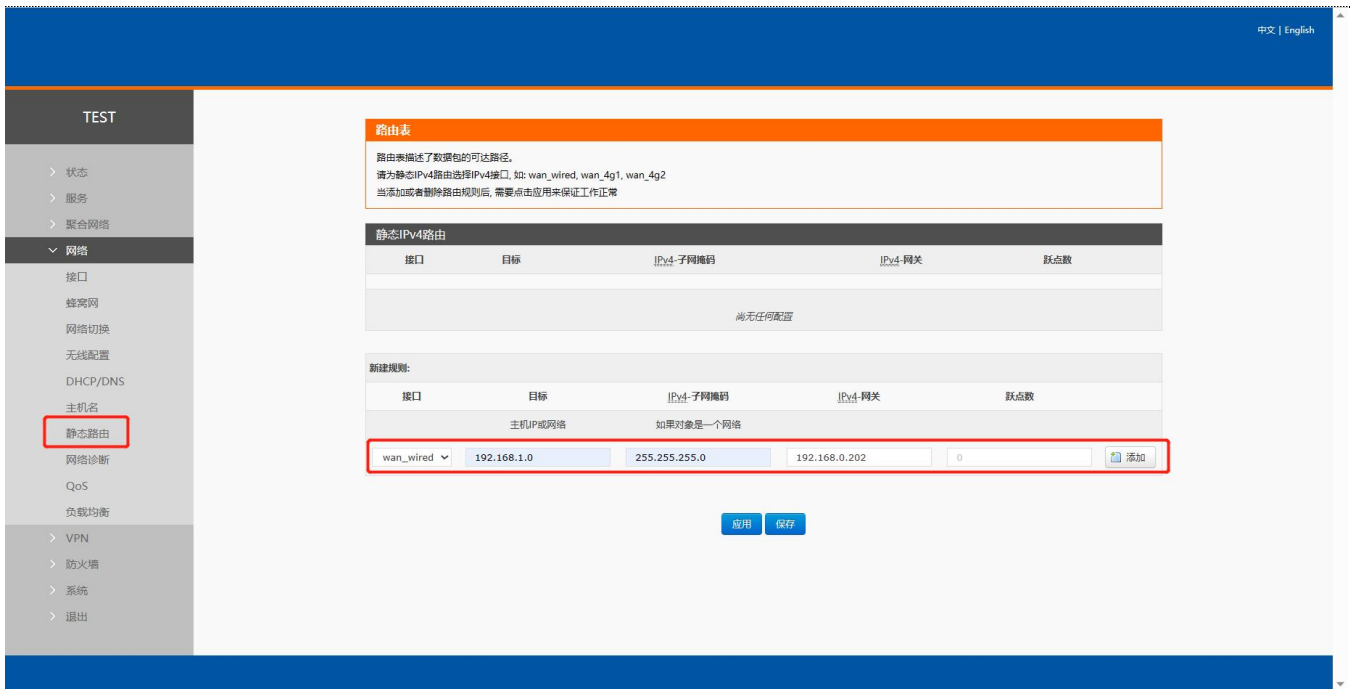 中文 | English
TEST
状态
服务
聚合网络
网络
接口
蜂窝网
网络切换
无线配置
DHCP/DNS
主机名
静态路由
网络诊断
QoS
负载均衡
VPN
防火墙
系统
退出
路由表
路由表描述了数据包的可达路径。
请为静态IPv4路由选择IPv4接口, 如: wan_wired, wan_4g1, wan_4g2
当添加或者删除路由规则后, 需要点击应用来保证工作正常
静态IPv4路由
接口 目标 IPv4-子网掩码 IPv4-网关 跃点数
尚无任何配置
新建规则:
接口 目标 IPv4-子网掩码 IPv4-网关 跃点数
主机IP或网络 如果对象是一个网络
wan_wired 192.168.1.0 255.255.255.0 192.168.0.202 0 添加
应用 保存